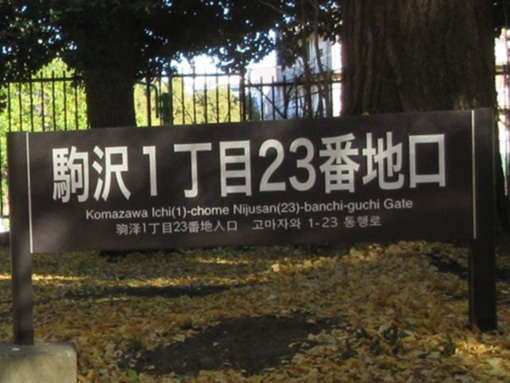 駒沢1丁目23番地口
Komazawa Ichi(1)-chome Nijusan(23)-banchi-guchi Gate
驹泽1丁目23番地入口 고마자와 1-23 통행로